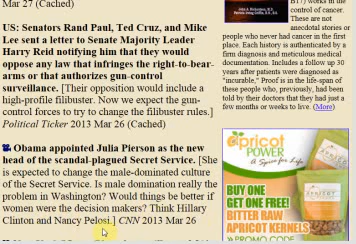 Mar 27 (Cached)
US: Senators Rand Paul, Ted Cruz, and Mike
Lee sent a letter to Senate Majority Leader
Harry Reid notifying him that they would
oppose any law that infringes the right-to-bear-
arms or that authorizes gun-control
surveillance. [Their opposition would include a
high-profile filibuster. Now we expect the gun-
control forces to try to change the filibuster rules.]
Political Ticker 2013 Mar 26 (Cached)
Obama appointed Julia Pierson as the new
head of the scandal-plagued Secret Service. [She
is expected to change the male-dominated culture
of the Secret Service. Is male domination really the
problem in Washington? Would things be better if
women were the decision makers? Think Hillary
Clinton and Nancy Pelosi.] CNN 2013 Mar 26
B17) works in the
control of cancer.
These are not
anecdotal stories or
people who never had cancer in the first
place. Each history is authenticated by a
firm diagnosis and meticulous medical
documentation. Includes a follow up 30
years after patients were diagnosed as
"incurable." Proof is in the life-span of
these people who, previously, had been
told by their doctors that they had just a
few months or weeks to live. (More)
apricot
POWER
A Spice for Life
BUY ONE
GET ONE FREE!
BITTER RAW
APRICOT KERNELS
PROMO CODE